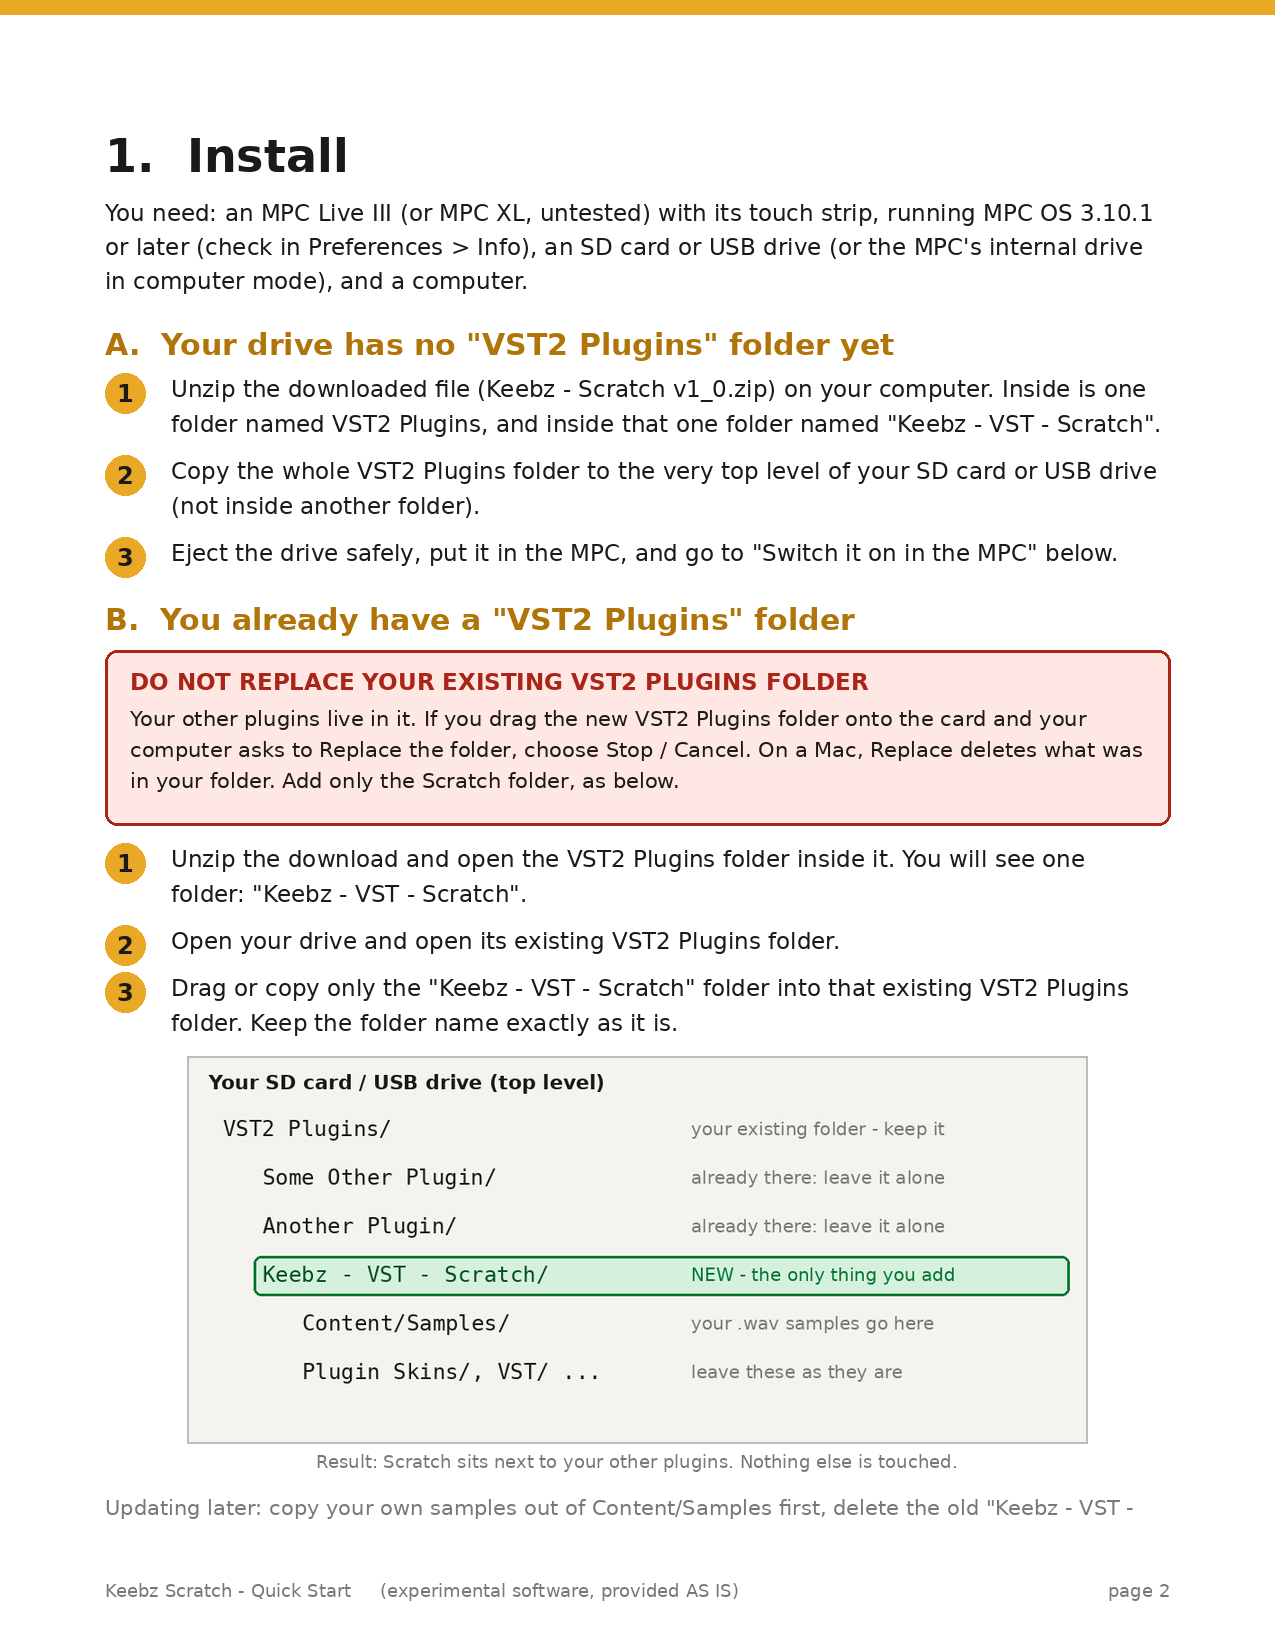 1. Install
You need: an MPC Live III (or MPC XL, untested) with its touch strip, running MPC OS 3.10.1
or later (check in Preferences > Info), an SD card or USB drive (or the MPC's internal drive
in computer mode), and a computer.
A. Your drive has no "VST2 Plugins" folder yet
1 Unzip the downloaded file (Keebz - Scratch v1_0.zip) on your computer. Inside is one
folder named VST2 Plugins, and inside that one folder named "Keebz - VST - Scratch".
2 Copy the whole VST2 Plugins folder to the very top level of your SD card or USB drive
(not inside another folder).
3 Eject the drive safely, put it in the MPC, and go to "Switch it on in the MPC" below.
B. You already have a "VST2 Plugins" folder
DO NOT REPLACE YOUR EXISTING VST2 PLUGINS FOLDER
Your other plugins live in it. If you drag the new VST2 Plugins folder onto the card and your
computer asks to Replace the folder, choose Stop / Cancel. On a Mac, Replace deletes what was
in your folder. Add only the Scratch folder, as below.
1 Unzip the download and open the VST2 Plugins folder inside it. You will see one
folder: "Keebz - VST - Scratch".
2 Open your drive and open its existing VST2 Plugins folder.
3 Drag or copy only the "Keebz - VST - Scratch" folder into that existing VST2 Plugins
folder. Keep the folder name exactly as it is.
Your SD card / USB drive (top level)
VST2 Plugins/ your existing folder - keep it
Some Other Plugin/ already there: leave it alone
Another Plugin/ already there: leave it alone
Keebz - VST - Scratch/ NEW - the only thing you add
Content/Samples/ your .wav samples go here
Plugin Skins/, VST/ ... leave these as they are
Result: Scratch sits next to your other plugins. Nothing else is touched.
Updating later: copy your own samples out of Content/Samples first, delete the old "Keebz - VST -
Keebz Scratch - Quick Start (experimental software, provided AS IS) page 2